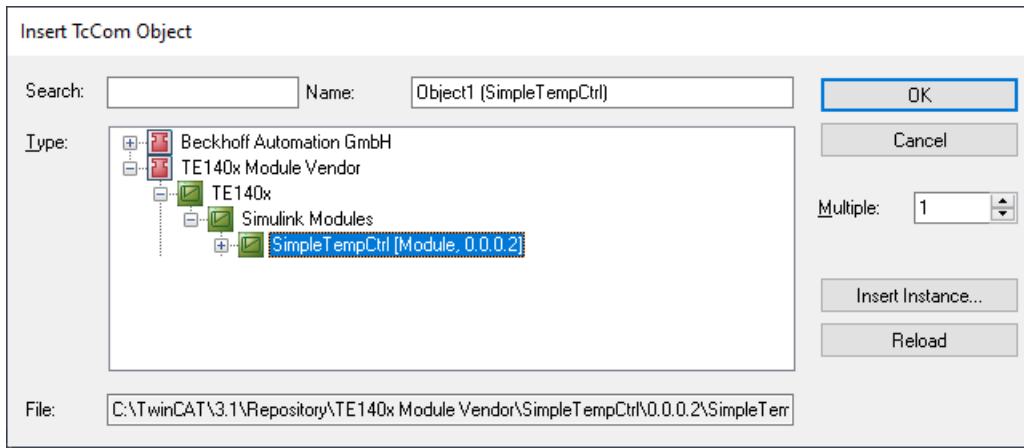 Insert TcCom Object
Search:
Name: Object1 (SimpleTempCtrl)
OK
Type:
Beckhoff Automation GmbH
Cancel
TE140x Module Vendor
TE140x
Simulink Modules
Multiple: 1
SimpleTempCtrl [Module, 0.0.0.2]
Insert Instance...
Reload
File: C:\TwinCAT\3.1\Repository\TE140x Module Vendor\SimpleTempCtrl\0.0.0.2\SimpleTem